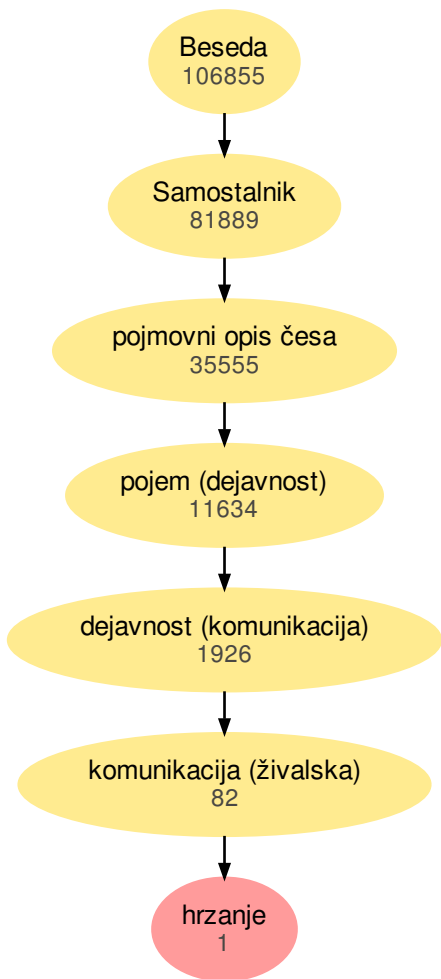 Beseda
106855
Samostalnik
81889
pojmovni opis česa
35555
pojem (dejavnost)
11634
dejavnost (komunikacija)
1926
komunikacija (živalska)
82
hrzanje
1